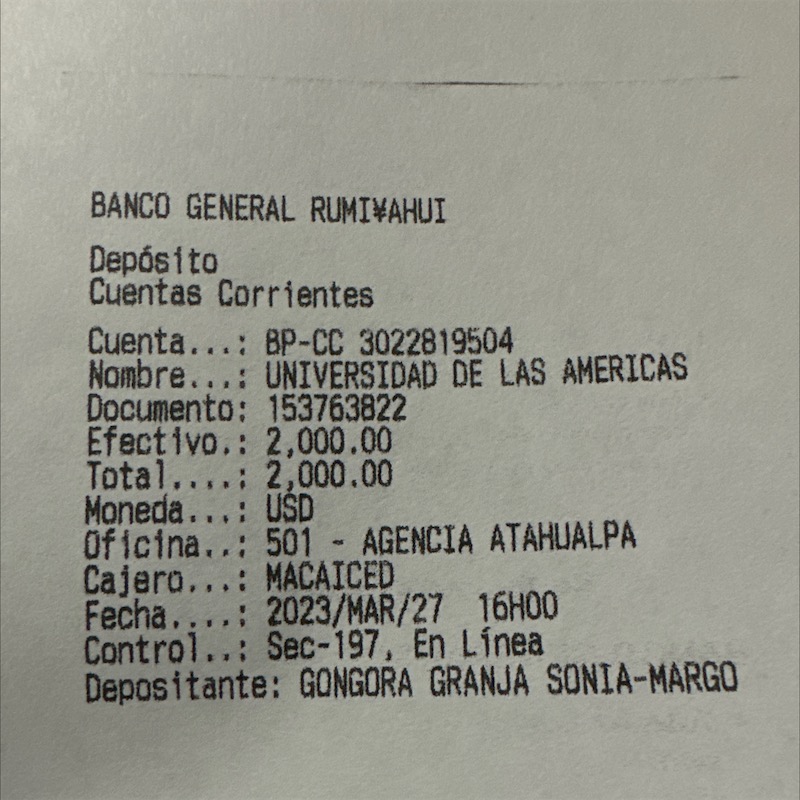 BANCO GENERAL RUMI¥AHUI
Depósito
Cuentas Corrientes
Cuenta...: BP-CC 3022819504
Nombre...: UNIVERSIDAD DE LAS AMERICAS
Documento: 153763822
Efectivo.: 2,000.00
Total....: 2,000.00
Moneda...: USD
Oficina..: 501 - AGENCIA ATAHUALPA
Cajero...: MACAICED
Fecha....: 2023/MAR/27 16H00
Control..: Sec-197, En Línea
Depositante: GONGORA GRANJA SONIA-MARGO